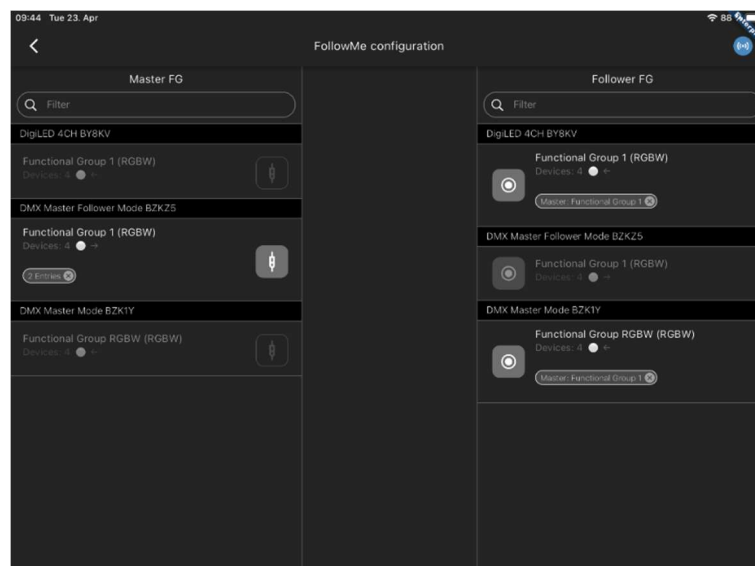 09:44 Tue 23. Apr
88
FollowMe configuration
Master FG
Filter
DigiLED 4CH BY8KV
Functional Group 1 (RGBW)
Devices: 4 ←
DMX Master Follower Mode BZKZ5
Functional Group 1 (RGBW)
Devices: 4 →
2 Entries
DMX Master Mode BZK1Y
Functional Group RGBW (RGBW)
Devices: 4 ←
Follower FG
Filter
DigiLED 4CH BY8KV
Functional Group 1 (RGBW)
Devices: 4 ←
Master: Functional Group 1
DMX Master Follower Mode BZKZ5
Functional Group 1 (RGBW)
Devices: 4 →
DMX Master Mode BZK1Y
Functional Group RGBW (RGBW)
Devices: 4 ←
Master: Functional Group 1